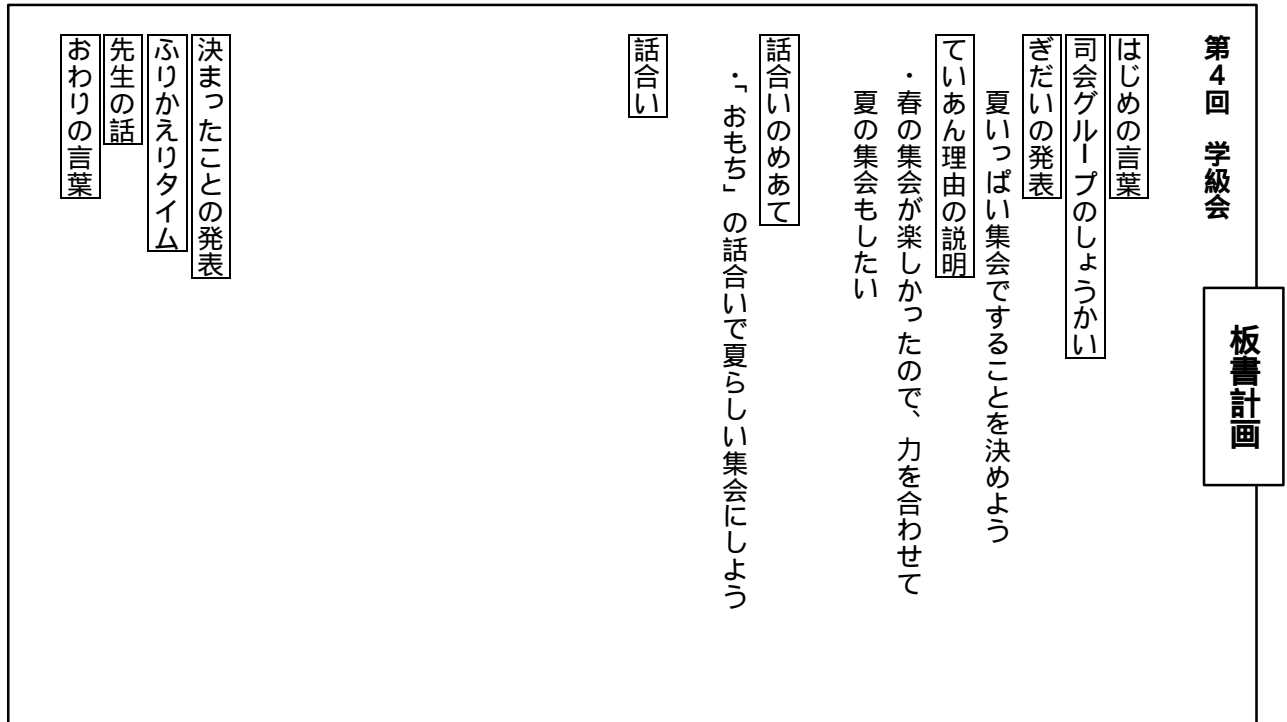 板書計画
第４回　学級会
はじめの言葉
司会グループのしょうかい
ぎだいの発表
夏いっぱい集会ですることを決めよう
ていあん理由の説明
・春の集会が楽しかったので、力を合わせて
夏の集会もしたい
話合いのめあて
・「おもち」の話合いで夏らしい集会にしよう
話合い
決まったことの発表
ふりかえりタイム
先生の話
おわりの言葉